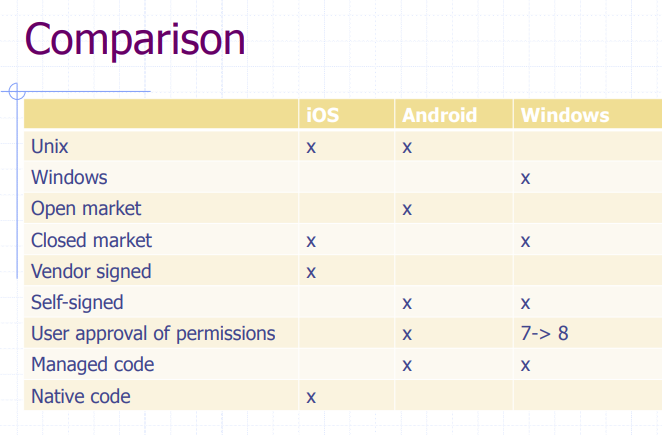 Comparison
iOS Android Windows
Unix x x
Windows x
Open market x
Closed market x x
Vendor signed x
Self-signed x x
User approval of permissions x 7-> 8
Managed code x x
Native code x